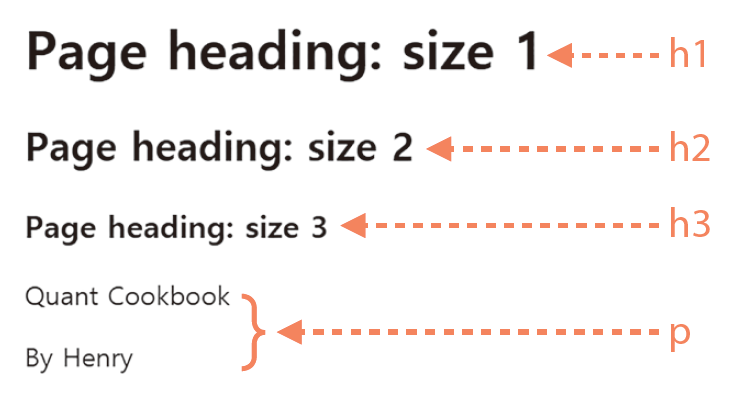 Page heading: size 1 h1
Page heading: size 2 h2
Page heading: size 3 h3
Quant Cookbook
p
By Henry